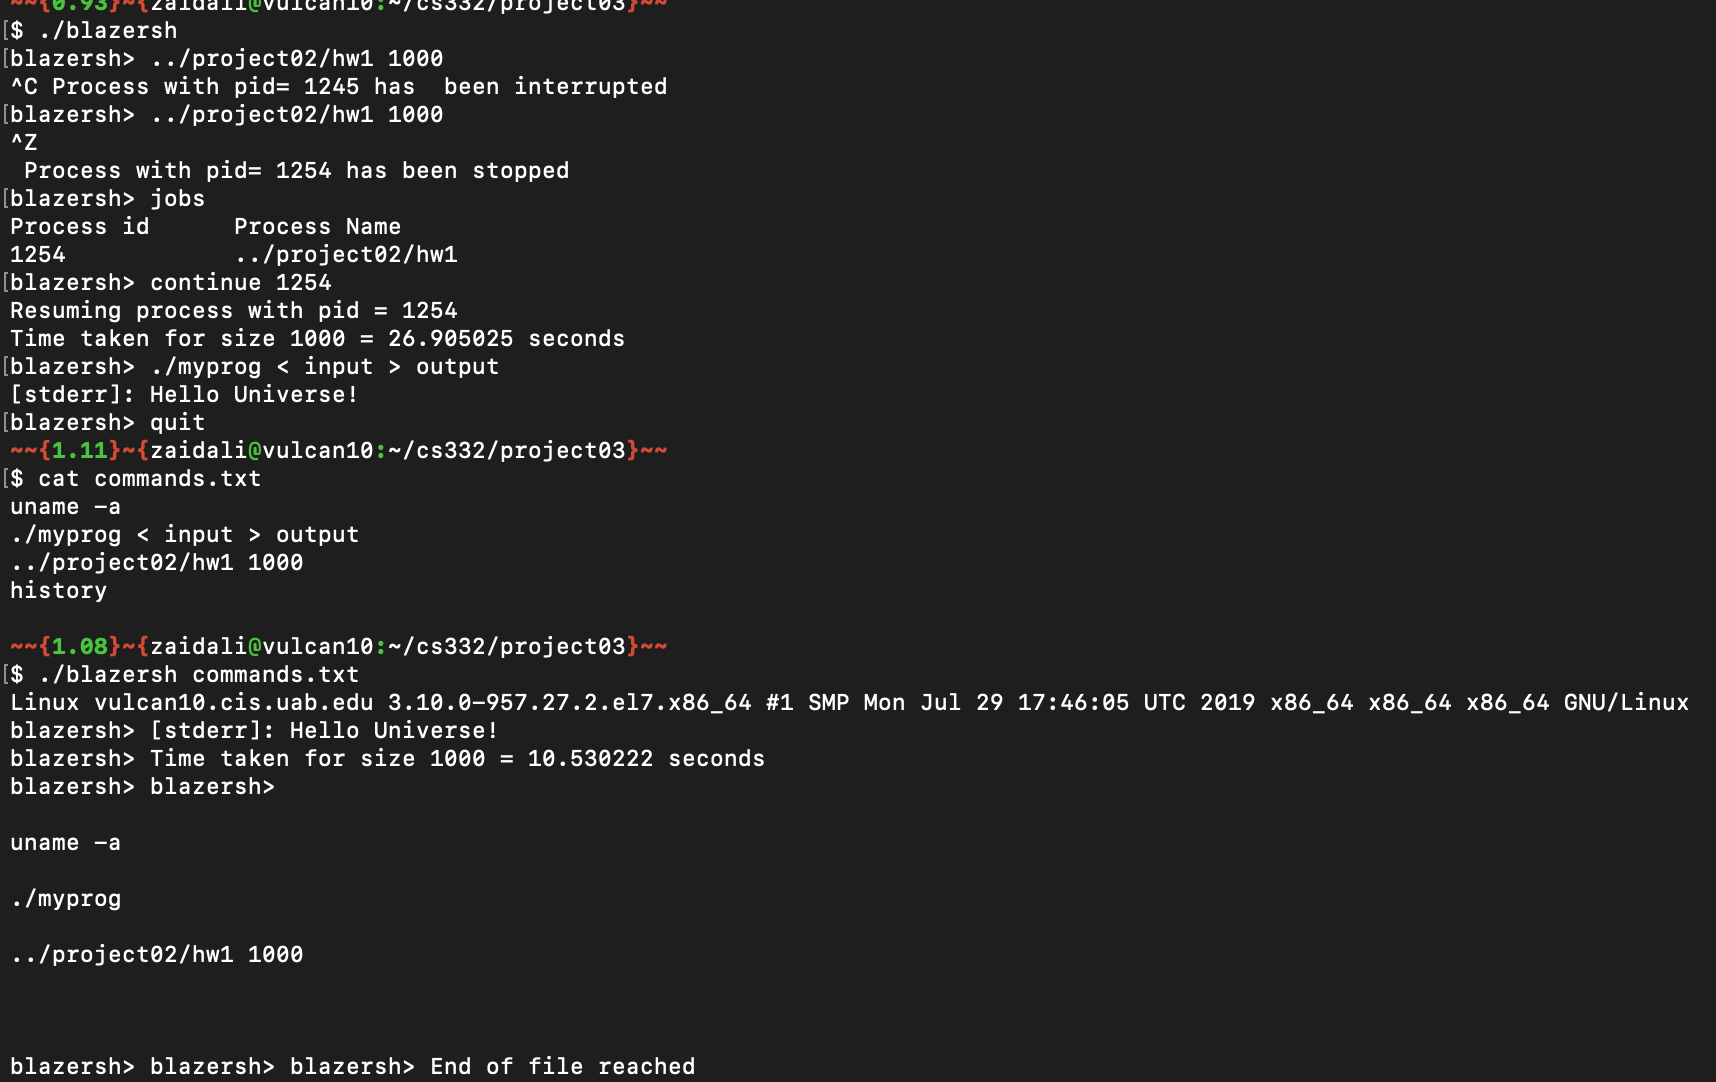 ~~{0.93}~{zaidali@vulcan10:~/cs332/project03}~~
[$ ./blazersh
[blazersh> ../project02/hw1 1000
^C Process with pid= 1245 has  been interrupted
[blazersh> ../project02/hw1 1000
^Z
 Process with pid= 1254 has been stopped
[blazersh> jobs
Process id      Process Name
1254            ../project02/hw1
[blazersh> continue 1254
Resuming process with pid = 1254
Time taken for size 1000 = 26.905025 seconds
[blazersh> ./myprog < input > output
[stderr]: Hello Universe!
[blazersh> quit
~~{1.11}~{zaidali@vulcan10:~/cs332/project03}~~
[$ cat commands.txt
uname -a
./myprog < input > output
../project02/hw1 1000
history
~~{1.08}~{zaidali@vulcan10:~/cs332/project03}~~
[$ ./blazersh commands.txt
Linux vulcan10.cis.uab.edu 3.10.0-957.27.2.el7.x86_64 #1 SMP Mon Jul 29 17:46:05 UTC 2019 x86_64 x86_64 x86_64 GNU/Linux
blazersh> [stderr]: Hello Universe!
blazersh> Time taken for size 1000 = 10.530222 seconds
blazersh> blazersh>
uname -a
./myprog
../project02/hw1 1000
blazersh> blazersh> blazersh> End of file reached